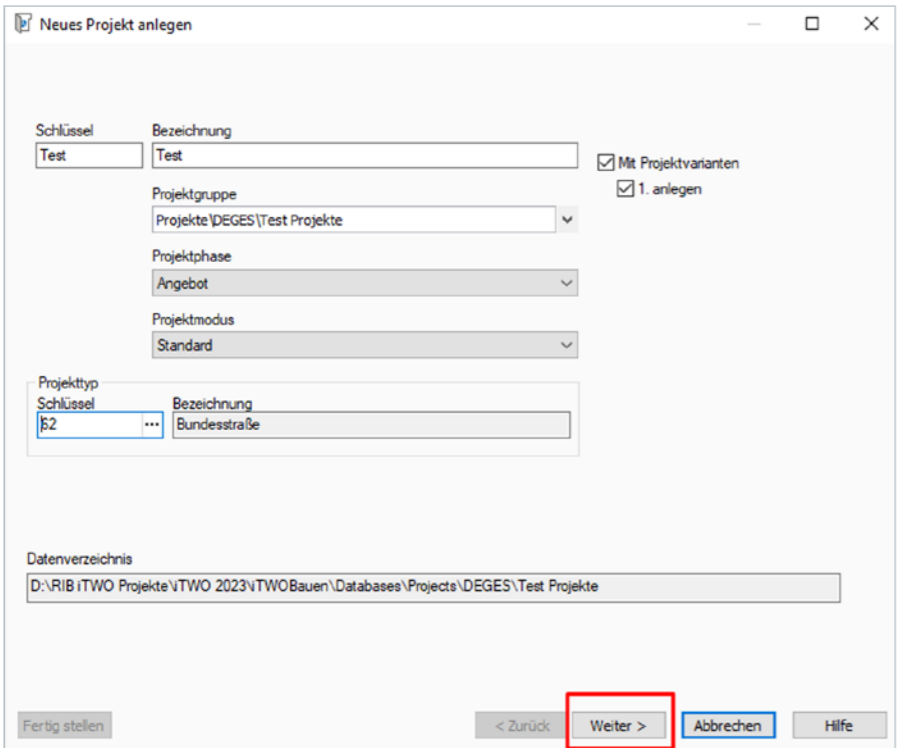 Neues Projekt anlegen
Schlüssel Bezeichnung
Test Test
Mit Projektvarianten
1. anlegen
Projektgruppe
Projekte\DEGES\Test Projekte
Projektphase
Angebot
Projektmodus
Standard
Projekttyp
Schlüssel Bezeichnung
62 ... Bundesstraße
Datenverzeichnis
D:\RIB iTWO Projekte\iTWO 2023\iTWOBauen\Databases\Projects\DEGES\Test Projekte
Fertig stellen < Zurück Weiter > Abbrechen Hilfe